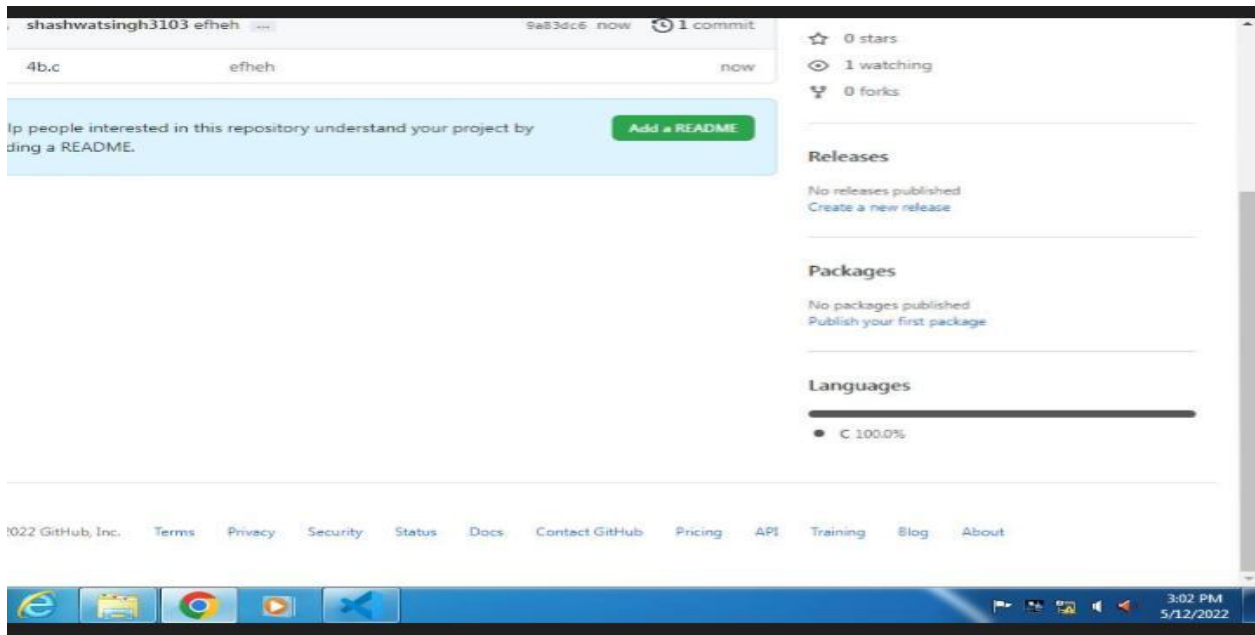 shashwatsingh3103 efheh ...
9a83dc6 now 1 commit
4b.c efheh now
lp people interested in this repository understand your project by
ding a README.
Add a README
0 stars
1 watching
0 forks
Releases
No releases published
Create a new release
Packages
No packages published
Publish your first package
Languages
C 100.0%
2022 GitHub, Inc. Terms Privacy Security Status Docs Contact GitHub Pricing API Training Blog About
3:02 PM
5/12/2022